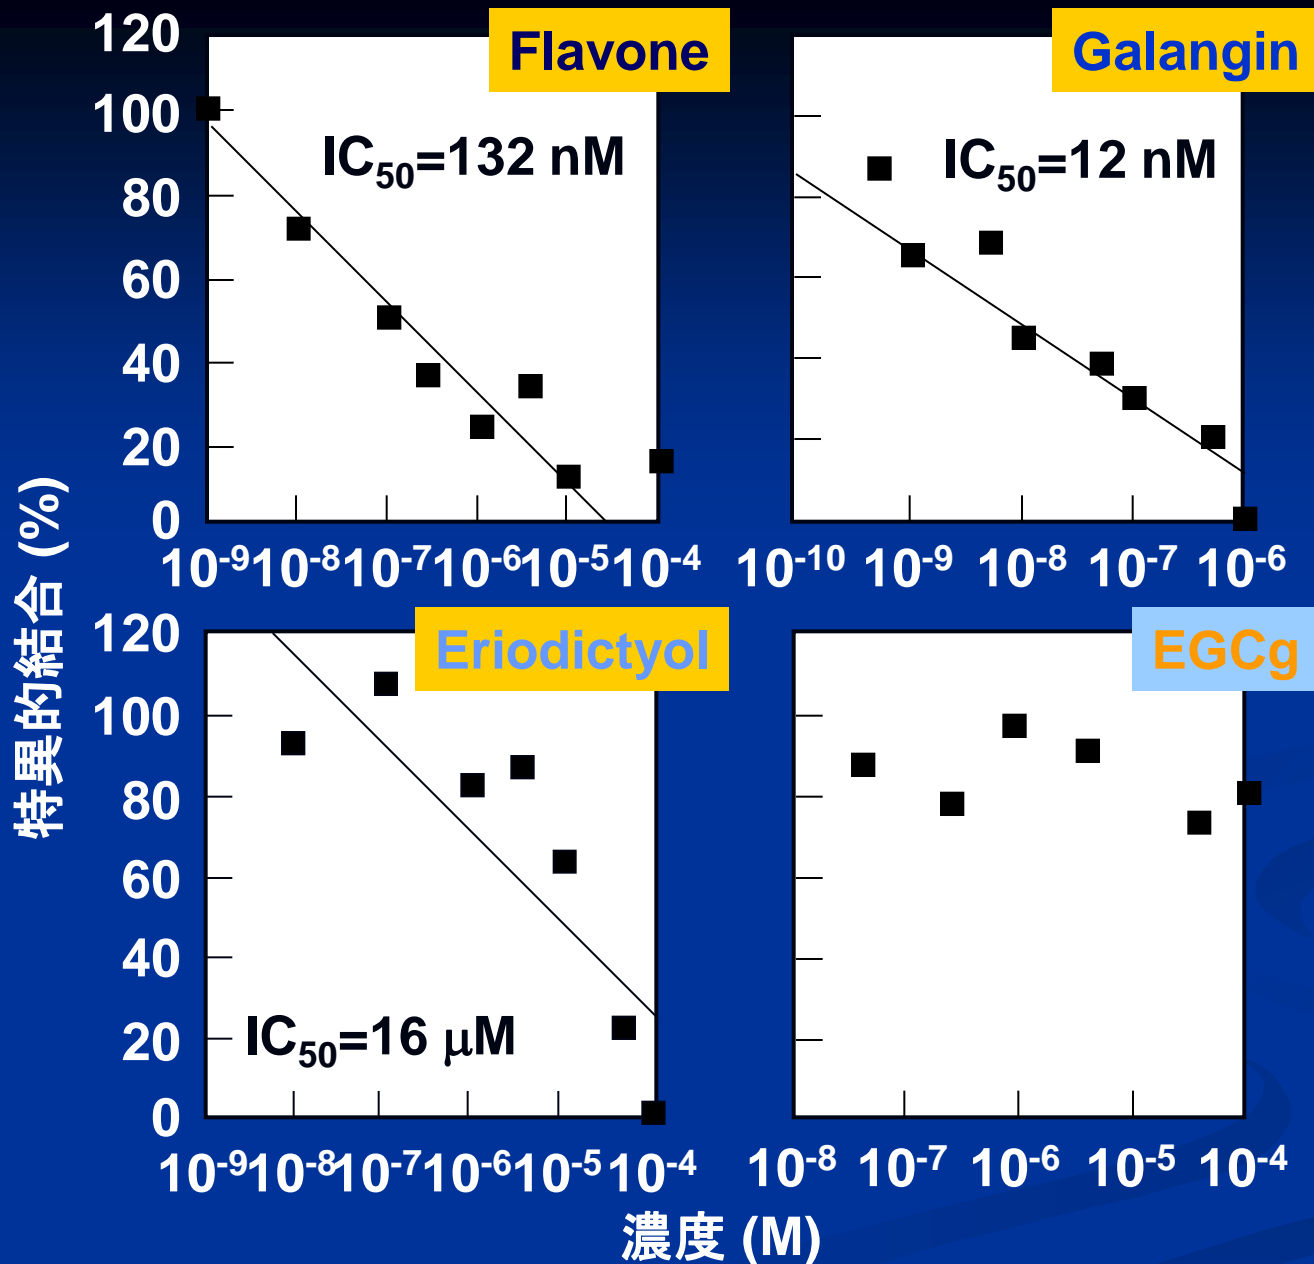 Flavone
IC50=132 nM
120
100
80
60
40
20
0
10-9 10-8 10-7 10-6 10-5 10-4
Galangin
IC50=12 nM
10-10 10-9 10-8 10-7 10-6
特異的結合 (%)
Eriodictyol
120
100
80
60
40
20
0
IC50=16 μM
10-9 10-8 10-7 10-6 10-5 10-4
EGCg
10-8 10-7 10-6 10-5 10-4
濃度 (M)